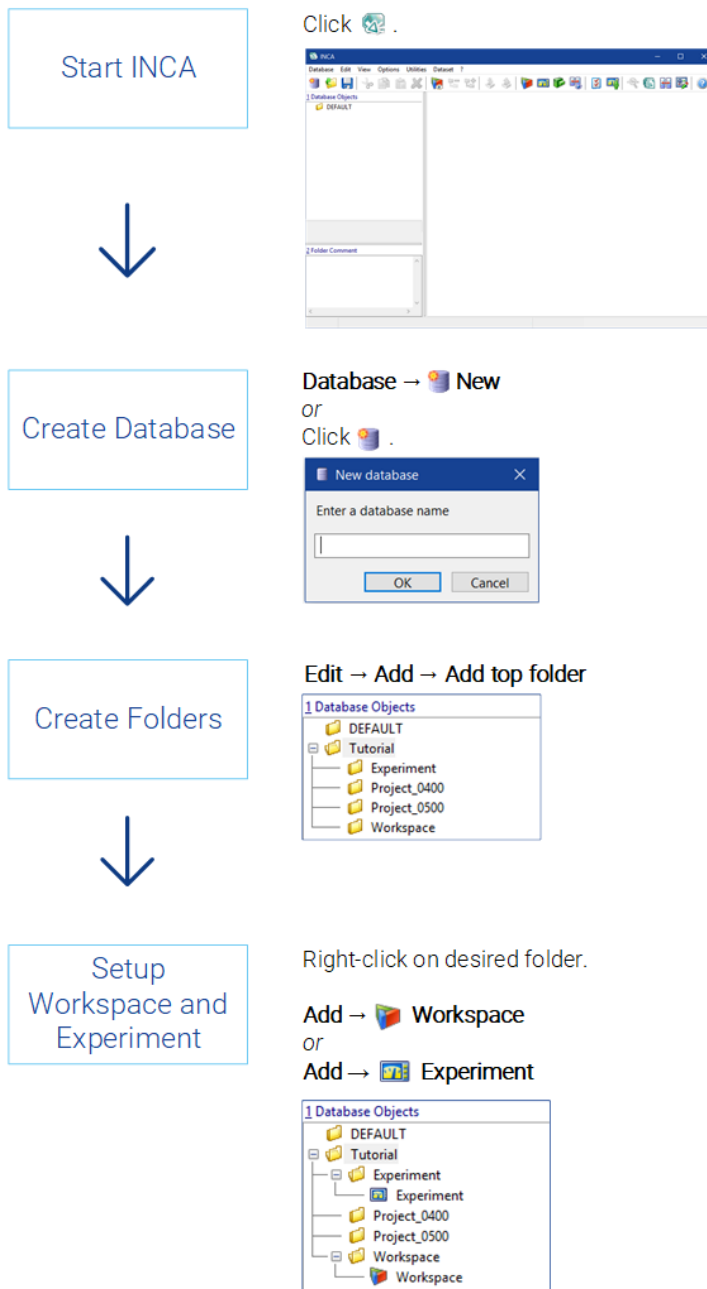 Start INCA
Click .
INCA
Database Edit View Options Utilities Dataset ?
1 Database Objects
DEFAULT
2 Folder Comment
Create Database
Database → New
or
Click .
New database
Enter a database name
OK Cancel
Create Folders
Edit → Add → Add top folder
1 Database Objects
DEFAULT
Tutorial
Experiment
Project_0400
Project_0500
Workspace
Setup
Workspace and
Experiment
Right-click on desired folder.
Add → Workspace
or
Add → Experiment
1 Database Objects
DEFAULT
Tutorial
Experiment
Experiment
Project_0400
Project_0500
Workspace
Workspace